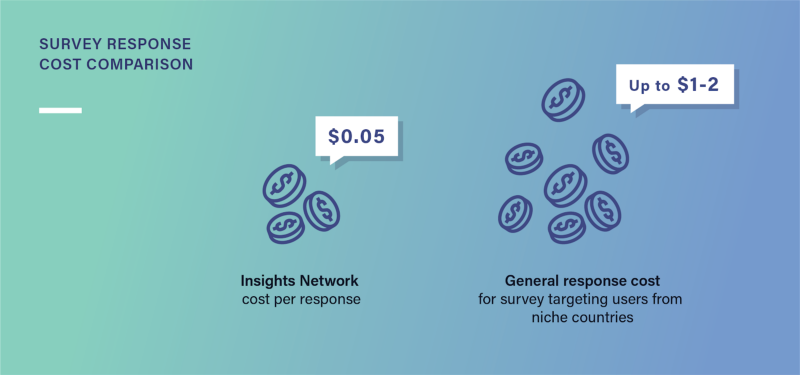 SURVEY RESPONSE
COST COMPARISON
$0.05
Up to $1-2
Insights Network
cost per response
General response cost
for survey targeting users from
niche countries